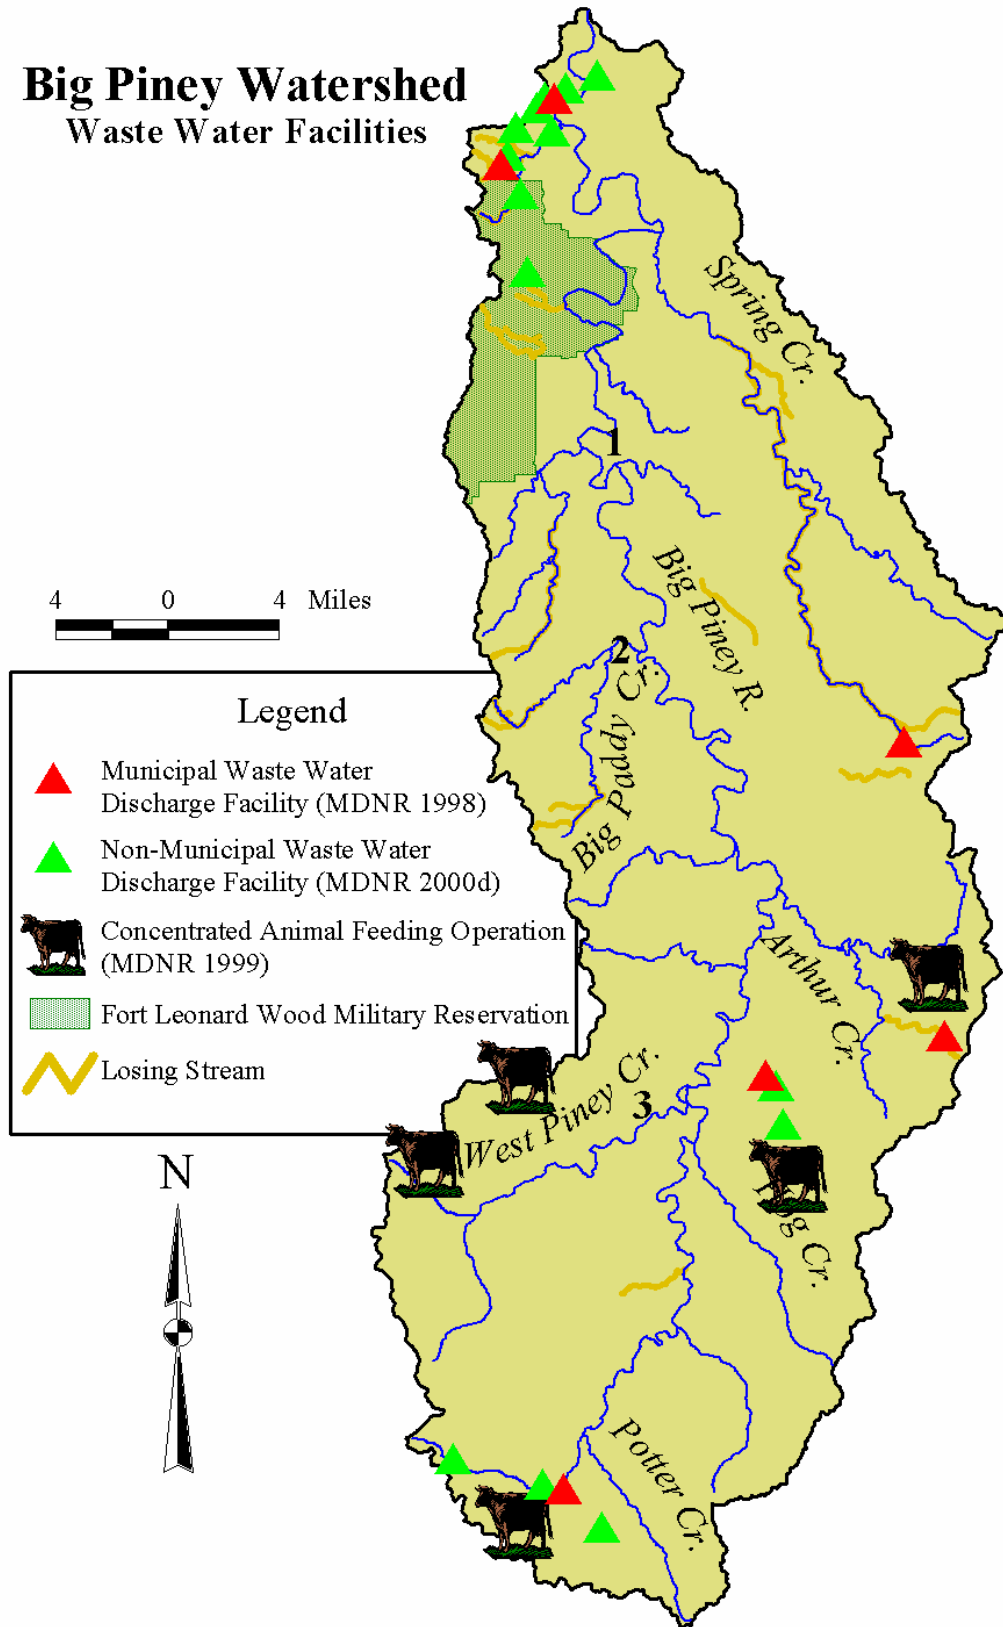 Big Piney Watershed
Waste Water Facilities
Spring Cr.
1
Big Piney R.
4 0 4 Miles
2
Big Paddy Cr.
Legend
Municipal Waste Water
Discharge Facility (MDNR 1998)
Non-Municipal Waste Water
Discharge Facility (MDNR 2000d)
Concentrated Animal Feeding Operation
(MDNR 1999)
Fort Leonard Wood Military Reservation
Losing Stream
Arthur Cr.
West Piney Cr.
3
N
Cr.
Potter Cr.